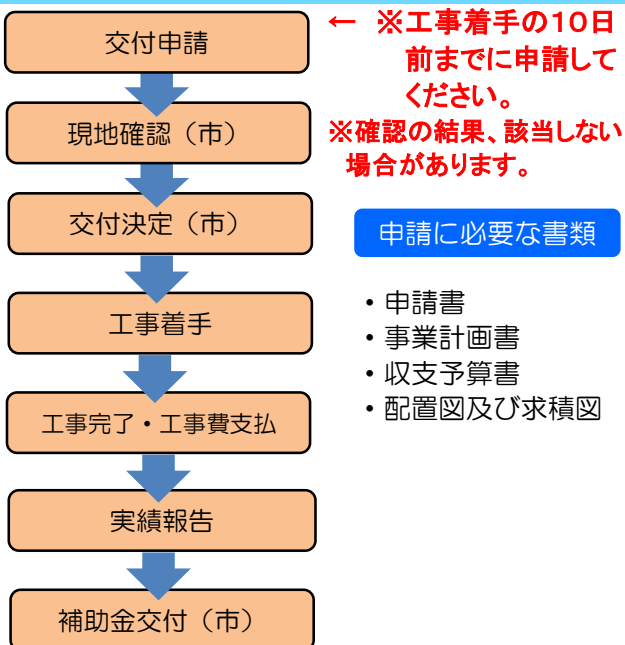 交付申請
← ※工事着手の10日
前までに申請して
ください。
現地確認（市）
※確認の結果、該当しない
場合があります。
交付決定（市）
申請に必要な書類
工事着手
・申請書
・事業計画書
・収支予算書
・配置図及び求積図
工事完了・工事費支払
実績報告
補助金交付（市）